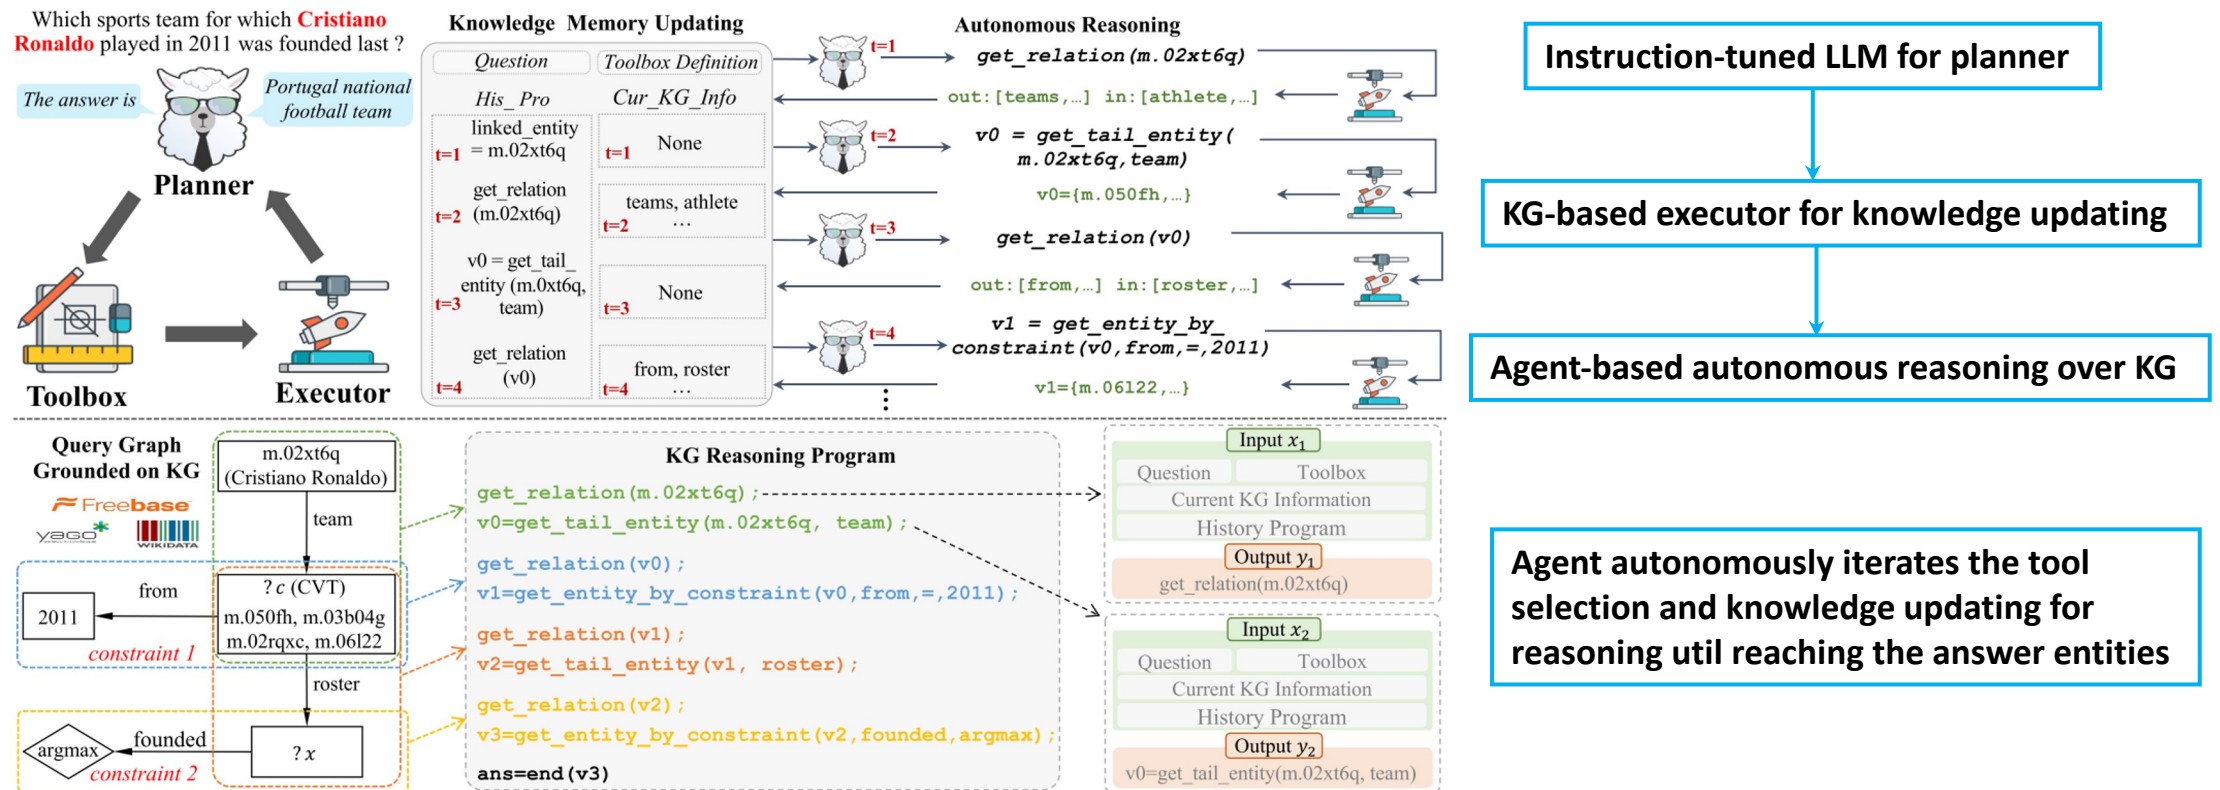 Which sports team for which Cristiano
Ronaldo played in 2011 was founded last ?
The answer is
Portugal national
football team
Planner
Toolbox
Executor
Knowledge Memory Updating
Question
Toolbox Definition
His_Pro
Cur_KG_Info
linked_entity
= m.02xt6q
t=1
None
t=1
get_relation
(m.02xt6q)
t=2
teams, athlete
...
t=2
v0 = get_tail_
entity (m.0xt6q,
team)
t=3
None
t=3
get_relation
(v0)
t=4
from, roster
...
t=4
Autonomous Reasoning
t=1
get_relation(m.02xt6q)
out:[teams,…] in:[athlete,…]
t=2
v0 = get_tail_entity(
m.02xt6q,team)
v0={m.050fh,…}
t=3
get_relation(v0)
out:[from,…] in:[roster,…]
t=4
v1 = get_entity_by_
constraint(v0,from,=,2011)
v1={m.06l22,…}
Instruction-tuned LLM for planner
KG-based executor for knowledge updating
Agent-based autonomous reasoning over KG
Agent autonomously iterates the tool
selection and knowledge updating for
reasoning util reaching the answer entities
Query Graph
Grounded on KG
Freebase
yago
select knowledge
WIKIDATA
m.02xt6q
(Cristiano Ronaldo)
team
from
2011
? c (CVT)
m.050fh, m.03b04g
m.02rqxc, m.06l22
constraint 1
roster
argmax
founded
? x
constraint 2
KG Reasoning Program
get_relation(m.02xt6q);
v0=get_tail_entity(m.02xt6q, team);
get_relation(v0);
v1=get_entity_by_constraint(v0,from,=,2011);
get_relation(v1);
v2=get_tail_entity(v1, roster);
get_relation(v2);
v3=get_entity_by_constraint(v2,founded,argmax);
ans=end(v3)
Input x₁
Question
Toolbox
Current KG Information
History Program
Output y₁
get_relation(m.02xt6q)
Input x₂
Question
Toolbox
Current KG Information
History Program
Output y₂
v0=get_tail_entity(m.02xt6q, team)